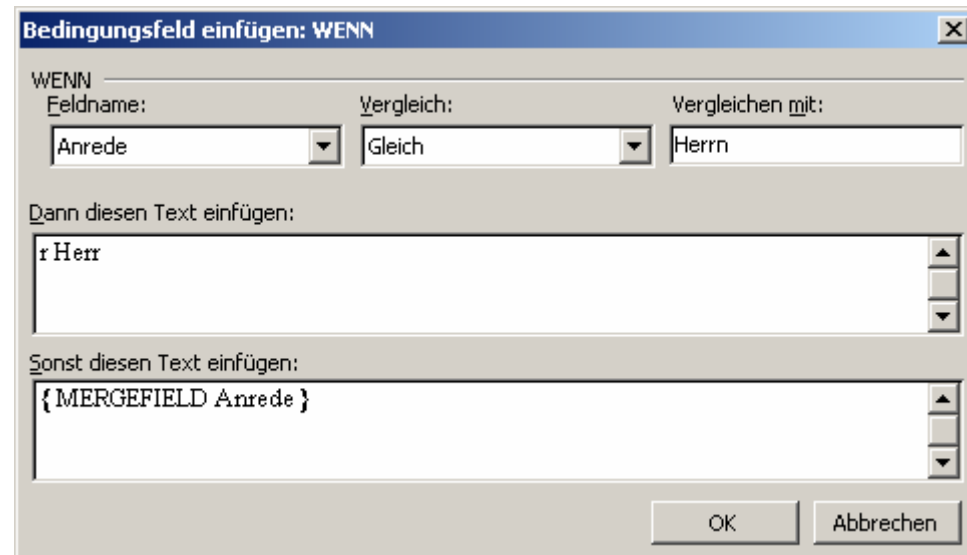 Bedingungsfeld einfügen: WENN
WENN
Feldname: Vergleich: Vergleichen mit:
Anrede Gleich Herrn
Dann diesen Text einfügen:
r Herr
Sonst diesen Text einfügen:
{ MERGEFIELD Anrede }
OK Abbrechen